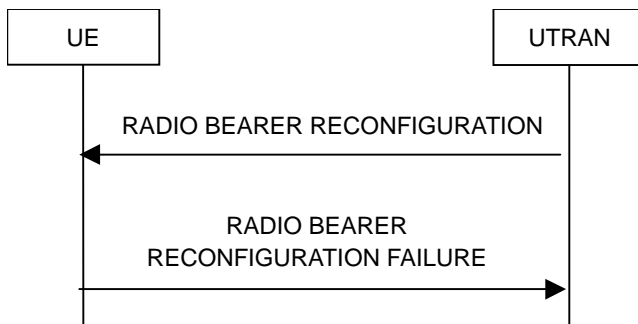 UE
UTRAN
RADIO BEARER RECONFIGURATION
RADIO BEARER
RECONFIGURATION FAILURE